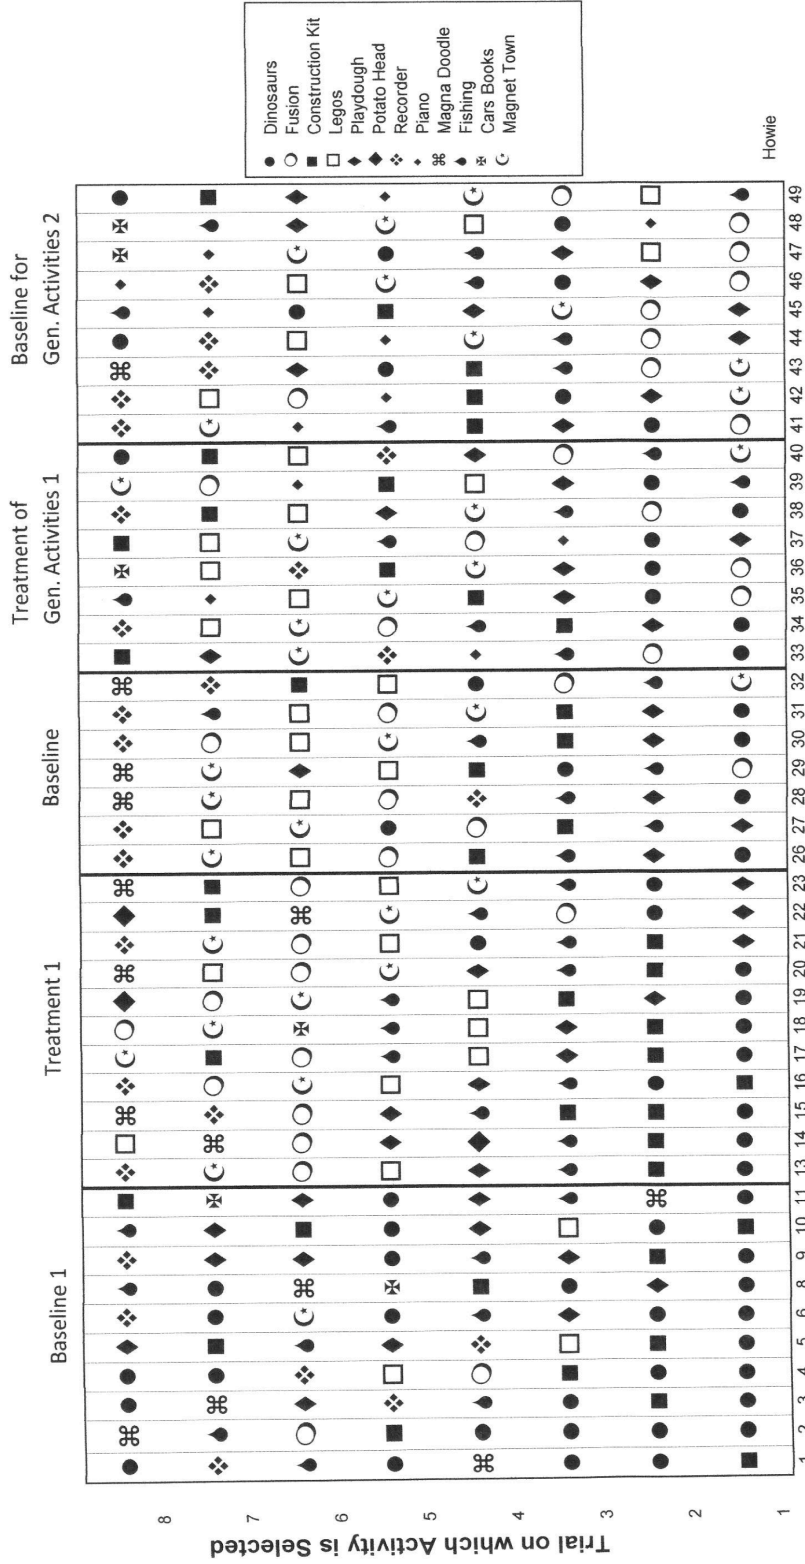 Baseline 1
Treatment 1
Baseline
Treatment of
Gen. Activities 1
Baseline for
Gen. Activities 2
Trial on which Activity is Selected
8
7
6
5
4
3
2
1
1 2 3 4 5 6 8 9 10 11 13 14 15 16 17 18 19 20 21 22 23 26 27 28 29 30 31 32 33 34 35 36 37 38 39 40 41 42 43 44 45 46 47 48 49
Dinosaurs
Fusion
Construction Kit
Legos
Playdough
Potato Head
Recorder
Piano
Magna Doodle
Fishing
Cars Books
Magnet Town
Howie